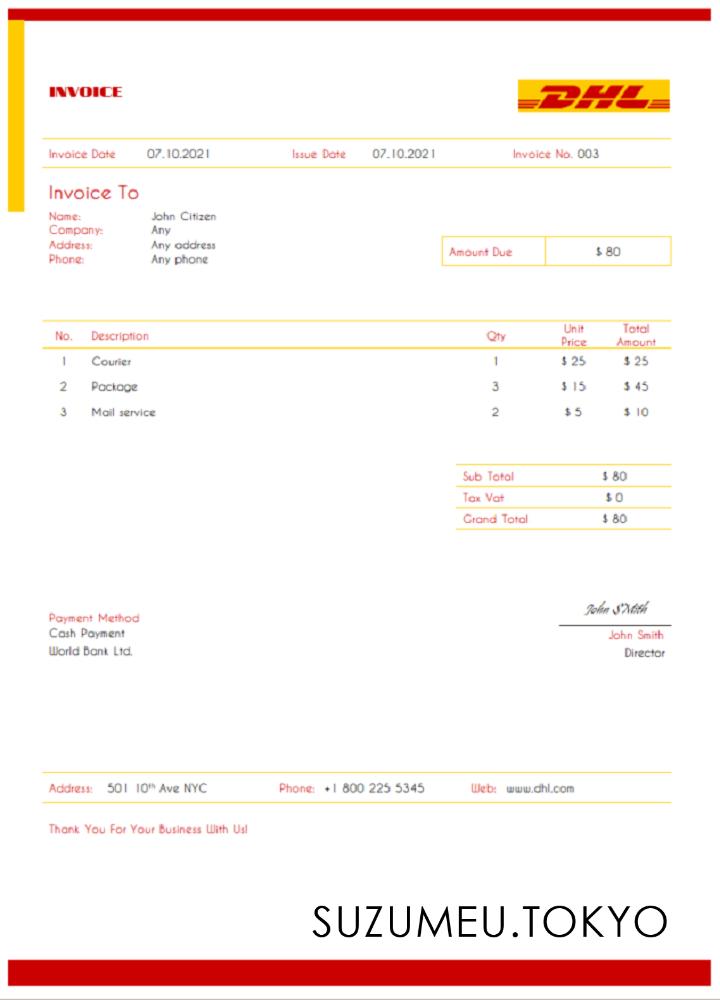 INVOICE
DHL
Invoice Date 07.10.2021 Issue Date 07.10.2021 Invoice No. 003
Invoice To
Name: John Citizen
Company: Any
Address: Any address
Phone: Any phone
Amount Due $ 80
No. Description Qty Unit Price Total Amount
1 Courier 1 $ 25 $ 25
2 Package 3 $ 15 $ 45
3 Mail service 2 $ 5 $ 10
Sub Total $ 80
Tax Vat $ 0
Grand Total $ 80
John SMith
Payment Method
Cash Payment
World Bank Ltd.
John Smith
Director
Address: 501 10th Ave NYC Phone: +1 800 225 5345 Web: www.dhl.com
Thank You For Your Business With Us!
SUZUMEU.TOKYO